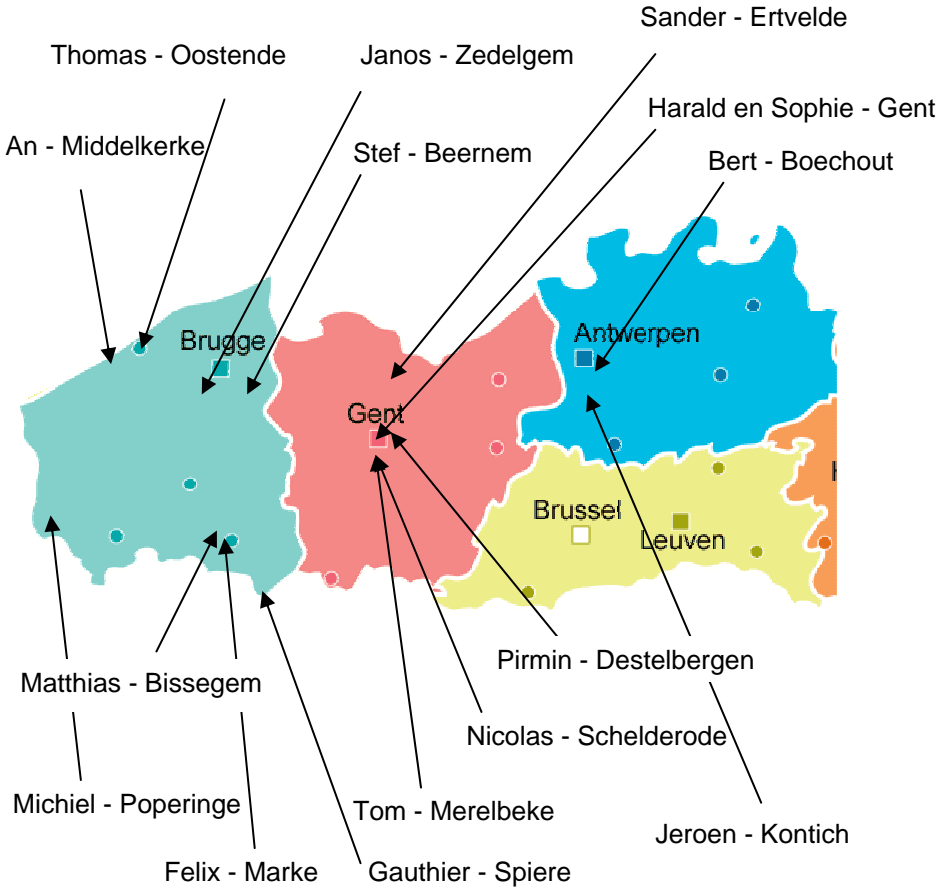 Sander - Ertvelde
Thomas - Oostende
Janos - Zedelgem
Harald en Sophie - Gent
An - Middelkerke
Stef - Beernem
Bert - Boechout
Brugge
Antwerpen
Gent
Brussel
Leuven
Pirmin - Destelbergen
Matthias - Bissegem
Nicolas - Schelderode
Michiel - Poperinge
Tom - Merelbeke
Jeroen - Kontich
Felix - Marke
Gauthier - Spiere